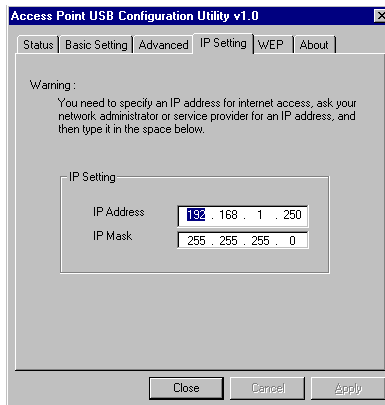 Access Point USB Configuration Utility v1.0
Status Basic Setting Advanced IP Setting WEP About
Warning :
You need to specify an IP address for internet access, ask your
network administrator or service provider for an IP address, and
then type it in the space below.
IP Setting
IP Address 192 . 168 . 1 . 250
IP Mask 255 . 255 . 255 . 0
Close Cancel Apply